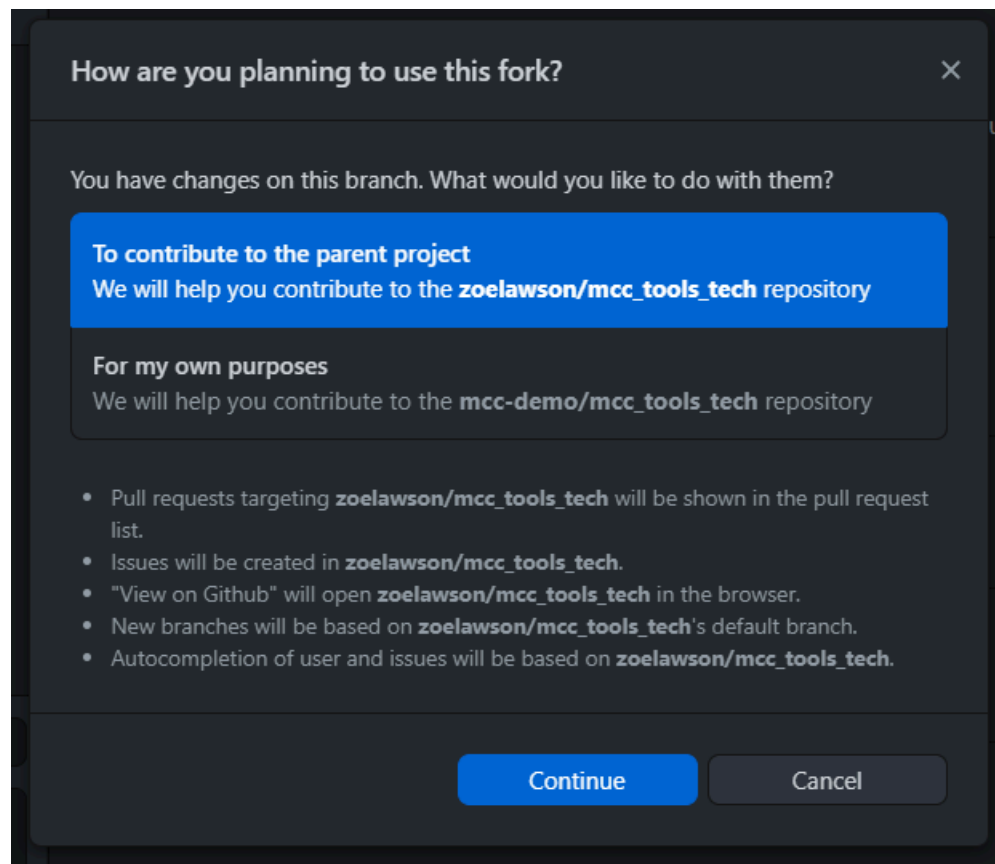 How are you planning to use this fork?
You have changes on this branch. What would you like to do with them?
To contribute to the parent project
We will help you contribute to the zoelawson/mcc_tools_tech repository
For my own purposes
We will help you contribute to the mcc-demo/mcc_tools_tech repository
• Pull requests targeting zoelawson/mcc_tools_tech will be shown in the pull request
list.
• Issues will be created in zoelawson/mcc_tools_tech.
• "View on Github" will open zoelawson/mcc_tools_tech in the browser.
• New branches will be based on zoelawson/mcc_tools_tech's default branch.
• Autocompletion of user and issues will be based on zoelawson/mcc_tools_tech.
Continue
Cancel